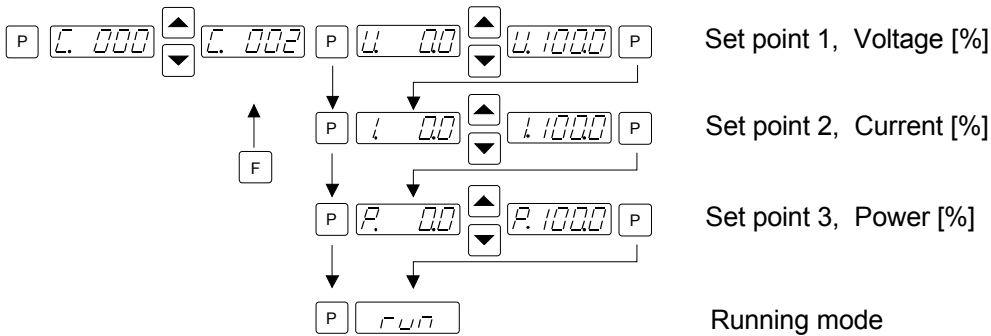 P C. 000 C. 002 P U. 0.0 U. 100.0 P Set point 1, Voltage [%]
P I. 0.0 I. 100.0 P Set point 2, Current [%]
F
P P. 0.0 P. 100.0 P Set point 3, Power [%]
P run Running mode